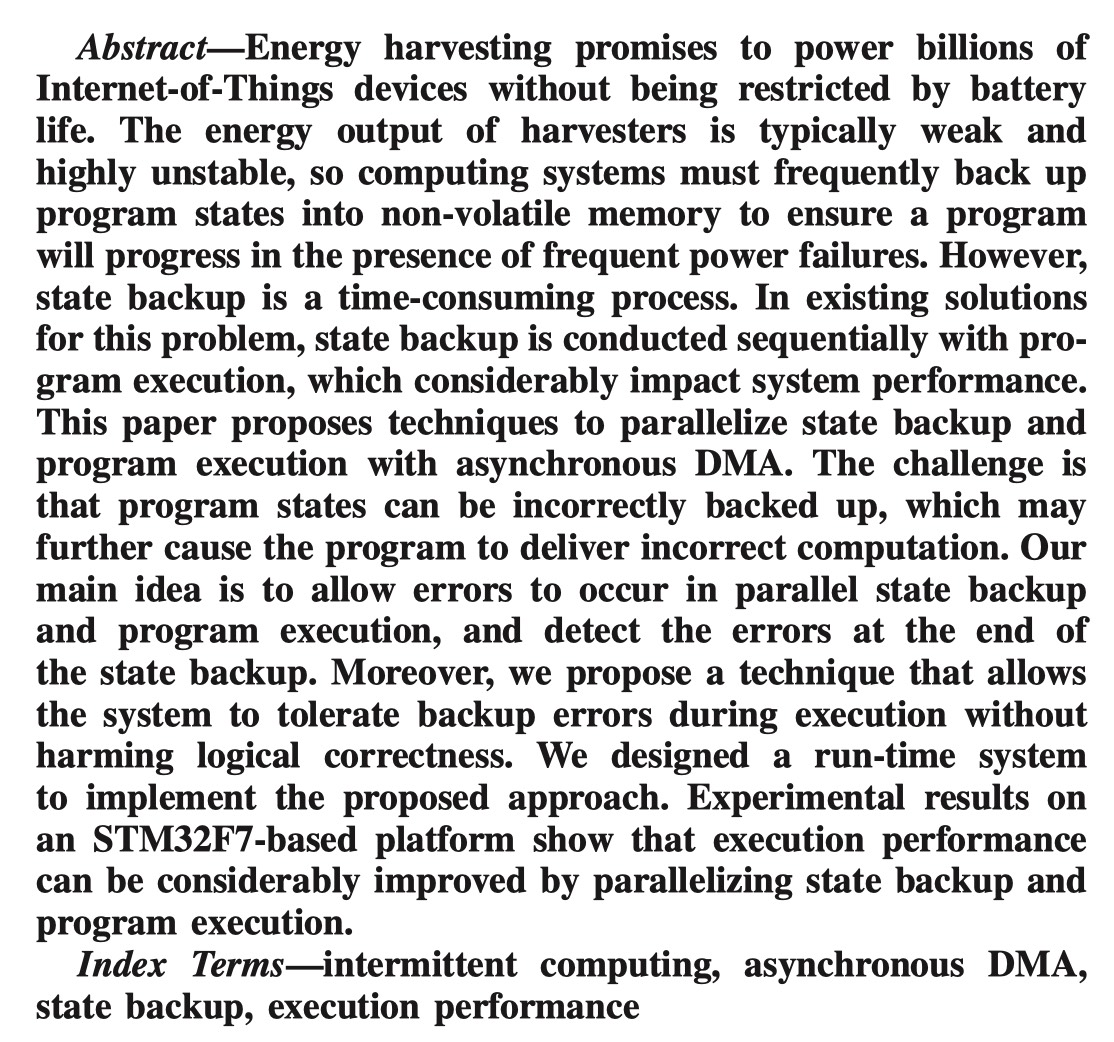 Abstract—Energy harvesting promises to power billions of
Internet-of-Things devices without being restricted by battery
life. The energy output of harvesters is typically weak and
highly unstable, so computing systems must frequently back up
program states into non-volatile memory to ensure a program
will progress in the presence of frequent power failures. However,
state backup is a time-consuming process. In existing solutions
for this problem, state backup is conducted sequentially with pro-
gram execution, which considerably impact system performance.
This paper proposes techniques to parallelize state backup and
program execution with asynchronous DMA. The challenge is
that program states can be incorrectly backed up, which may
further cause the program to deliver incorrect computation. Our
main idea is to allow errors to occur in parallel state backup
and program execution, and detect the errors at the end of
the state backup. Moreover, we propose a technique that allows
the system to tolerate backup errors during execution without
harming logical correctness. We designed a run-time system
to implement the proposed approach. Experimental results on
an STM32F7-based platform show that execution performance
can be considerably improved by parallelizing state backup and
program execution.
Index Terms—intermittent computing, asynchronous DMA,
state backup, execution performance